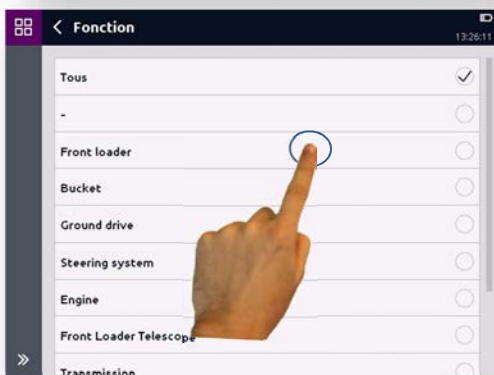 Fonction
13:26:11
Tous
-
Front loader
Bucket
Ground drive
Steering system
Engine
Front Loader Telescope
Transmission